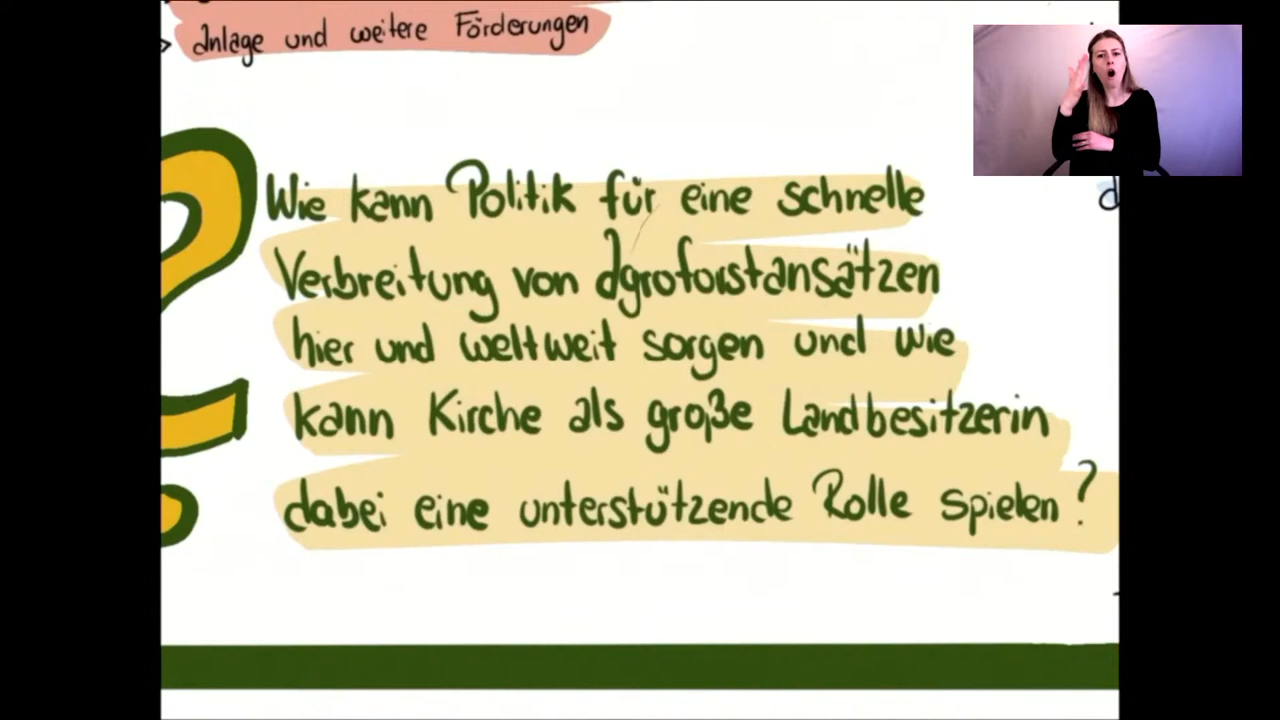 Anlage und weitere Förderungen
Wie kann Politik für eine schnelle
Verbreitung von Agroforstansätzen
hier und weltweit sorgen und wie
kann Kirche als große Landbesitzerin
dabei eine unterstützende Rolle spielen?